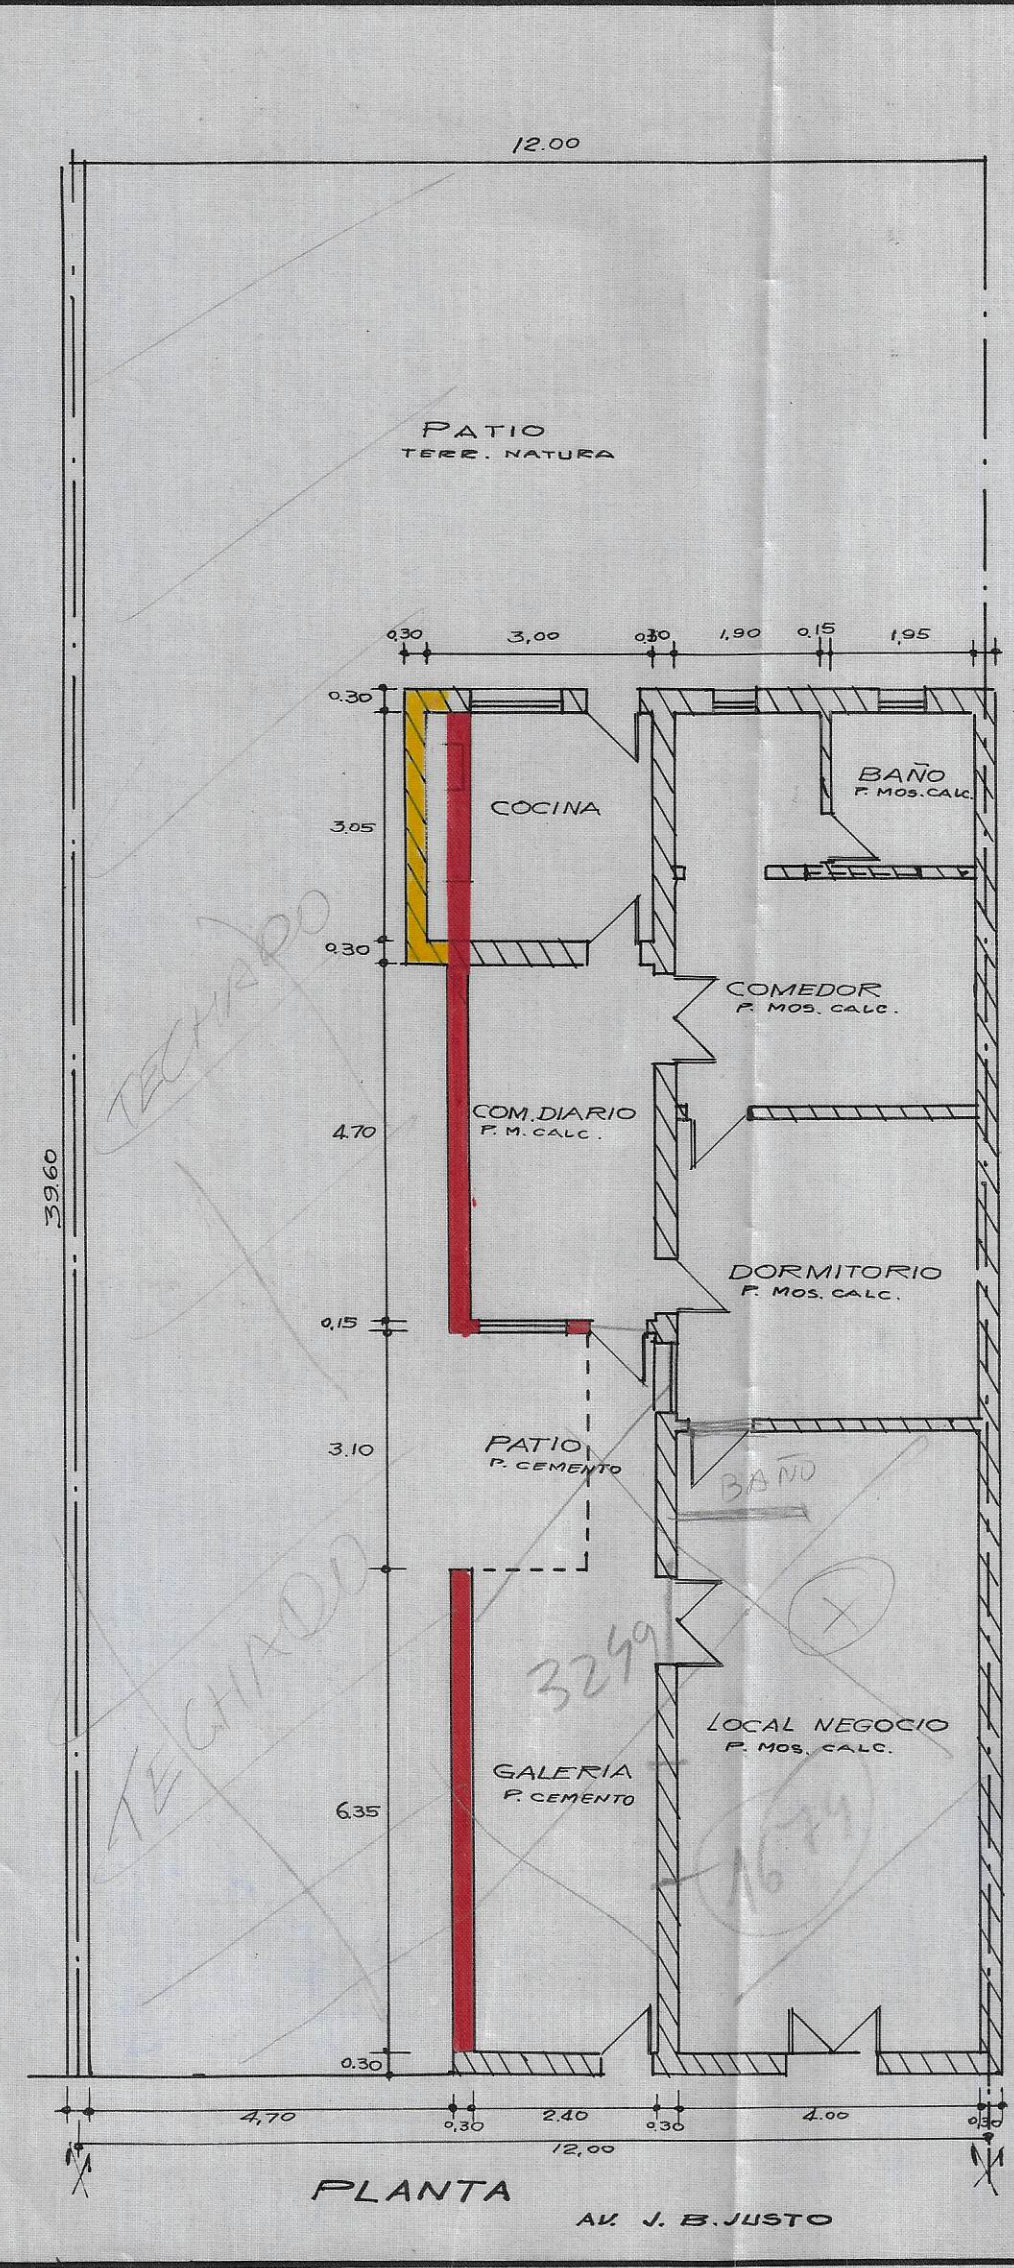 12.00
PATIO
TERR. NATURA
0,30 3,00 0,30 1,90 0.15 1,95
0.30
BAÑO
P. MOS. CALC.
COCINA
3.05
TECHADO
0.30
COMEDOR
P. MOS. CALC.
COM. DIARIO
P. M. CALC.
4.70
39.60
DORMITORIO
P. MOS. CALC.
0,15
PATIO
P. CEMENTO
3.10
BAÑO
TECHADO
3249
LOCAL NEGOCIO
P. MOS. CALC.
GALERIA
P. CEMENTO
6.35
0.30
4,70 0,30 2.40 0.30 4.00 0,30
12,00
PLANTA
AV. J. B. JUSTO